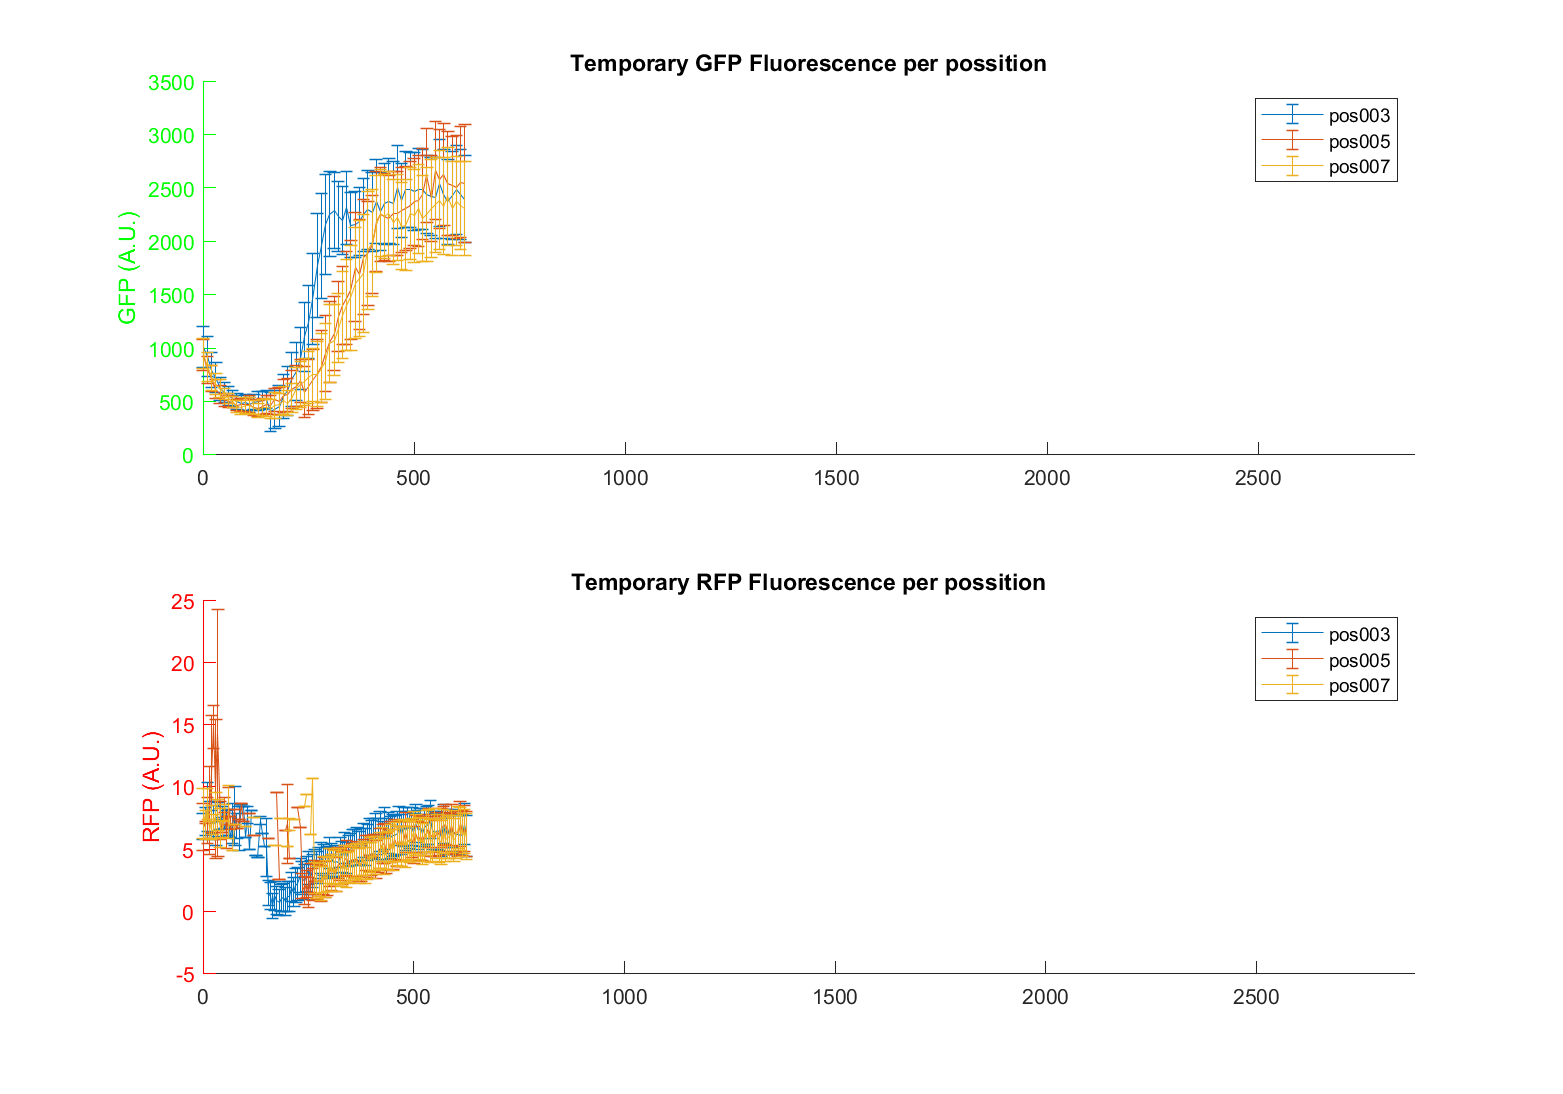 Temporary GFP Fluorescence per possition
3500
3000
2500
2000
1500
1000
500
0
GFP (A.U.)
0 500 1000 1500 2000 2500
pos003
pos005
pos007
Temporary RFP Fluorescence per possition
25
20
15
10
5
0
-5
RFP (A.U.)
0 500 1000 1500 2000 2500
pos003
pos005
pos007